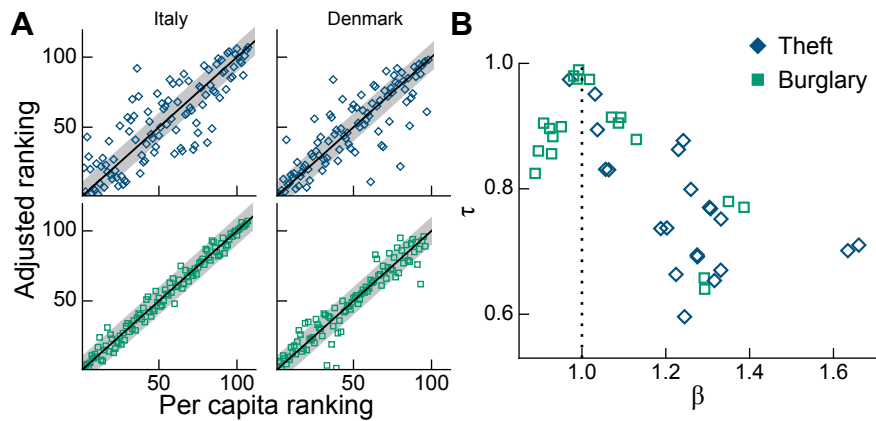 A
Italy
Denmark
B
Theft
Burglary
Adjusted ranking
100
50
100
50
50
100
50
100
Per capita ranking
τ
1.0
0.8
0.6
1.0
1.2
1.4
1.6
β